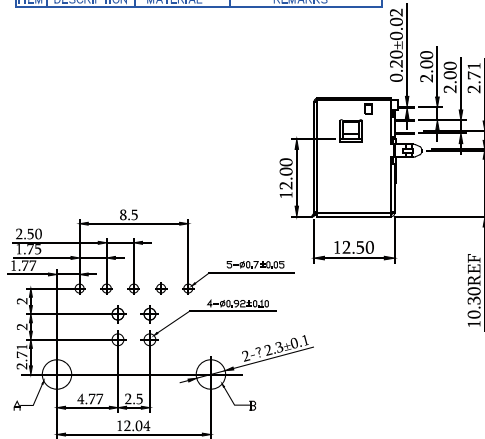 ITEM DESCRIPTION MATERIAL REMARKS
0.20±0.02
2.00
2.00
2.71
12.00
12.50
10.30REF
8.5
2.50
1.75
1.77
5-ø0.7±0.05
4-ø0.92±0.10
2
2
2.71
2-?2.3±0.1
A
B
4.77
2.5
12.04